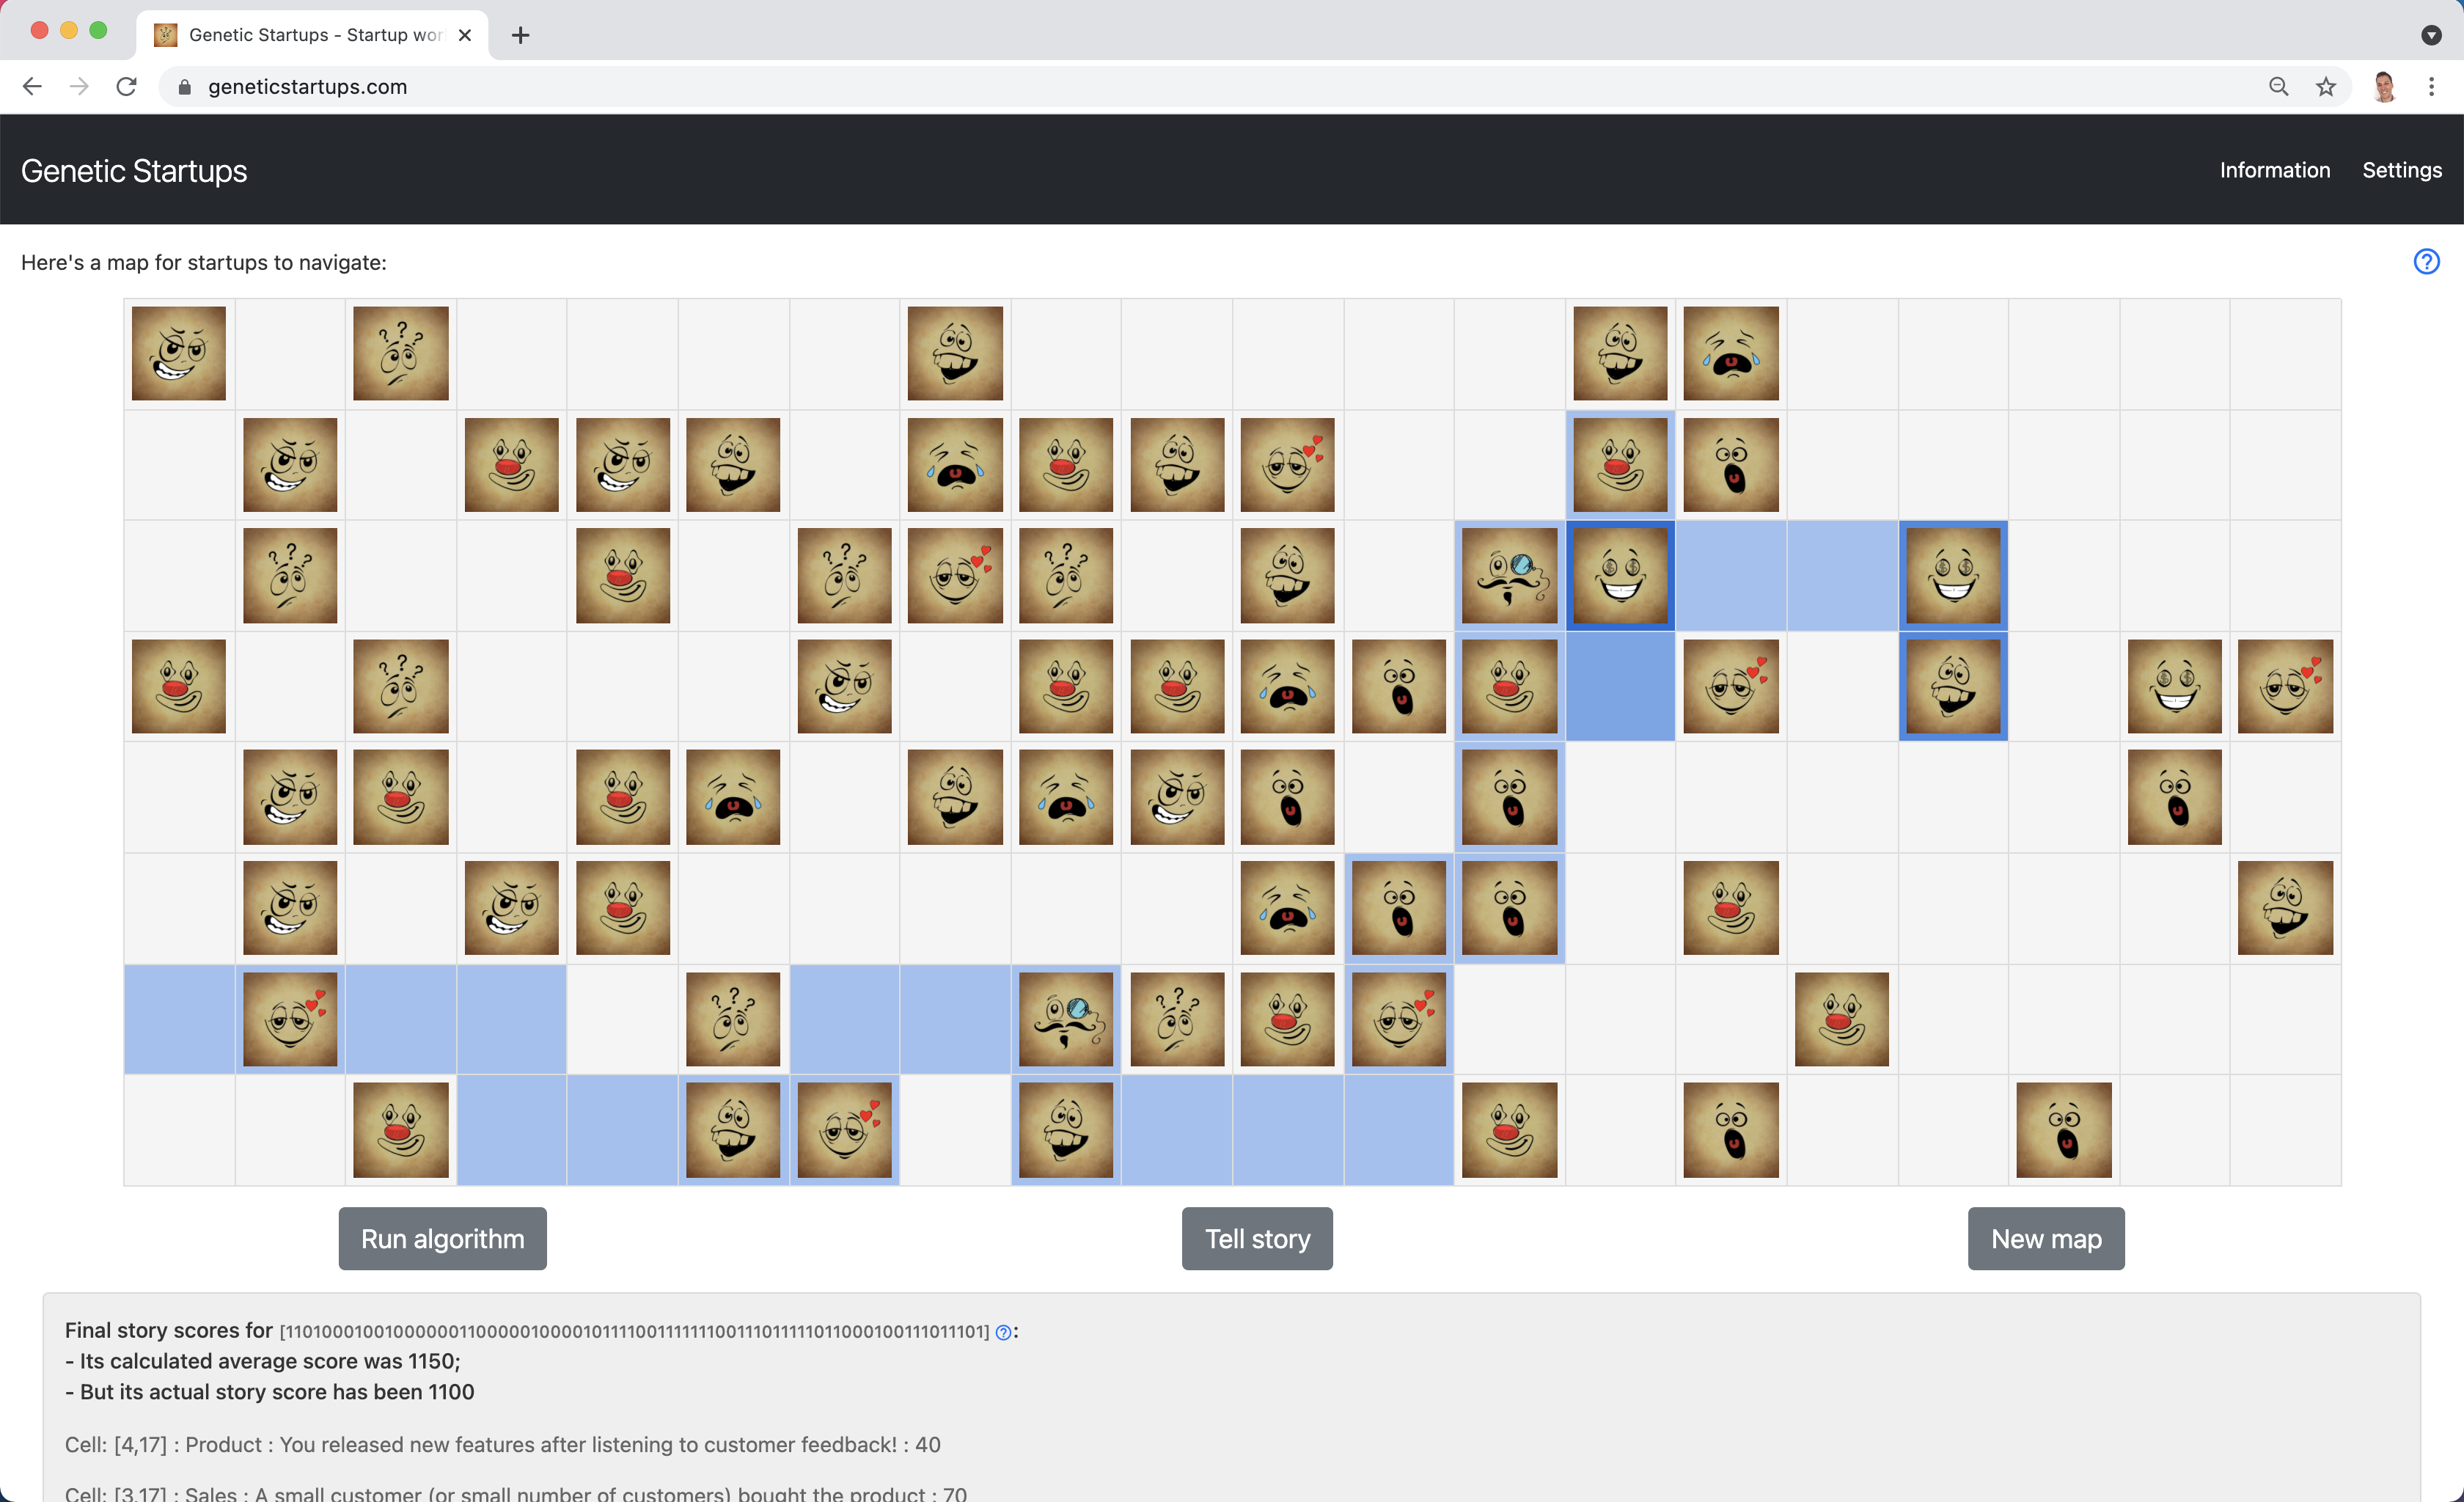 Genetic Startups - Startup wor
geneticstartups.com
Genetic Startups
Information
Settings
Here's a map for startups to navigate:
Run algorithm
Tell story
New map
Final story scores for :
- Its calculated average score was 1150;
- But its actual story score has been 1100
Cell: [4,17] : Product : You released new features after listening to customer feedback! : 40
Cell: [3,17] : Sales : A small customer (or small number of customers) bought the product : 70